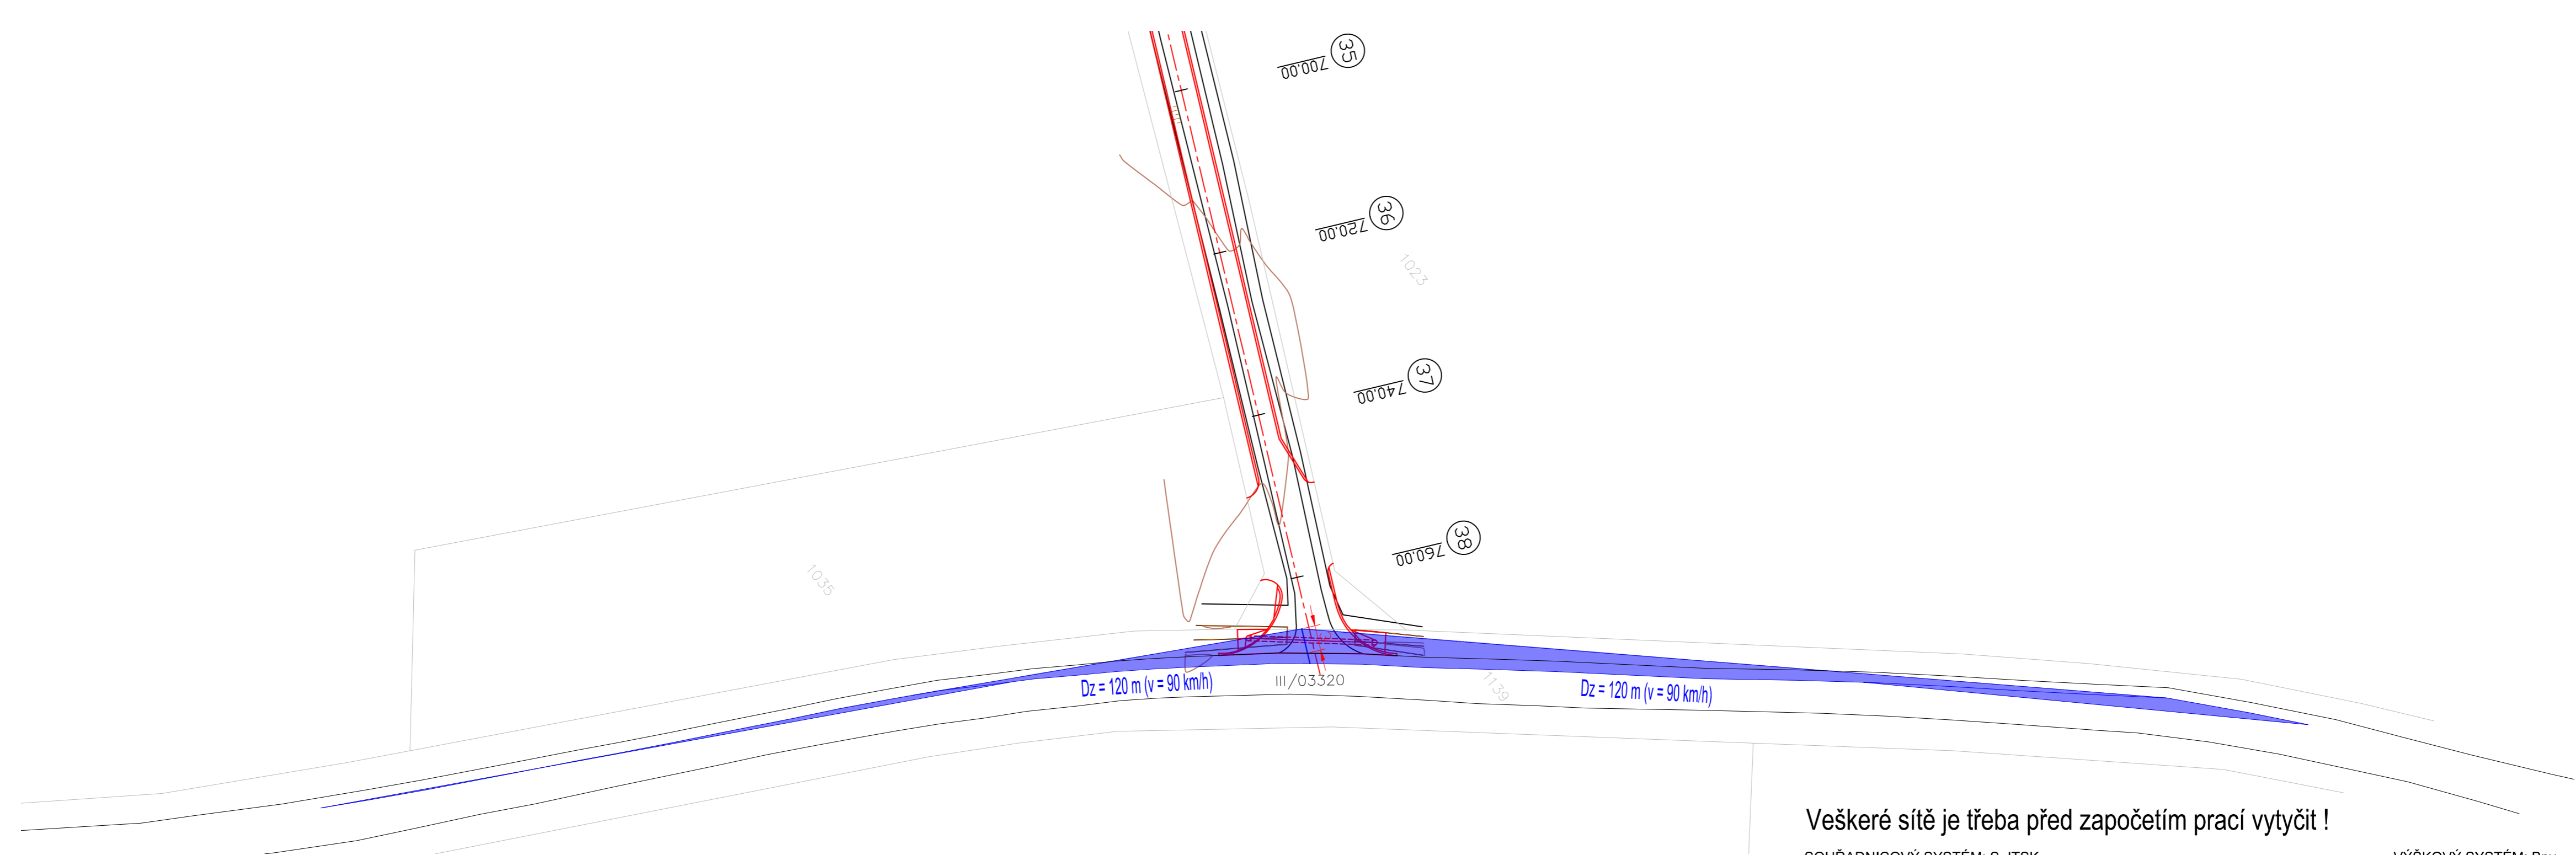 35
700.00
36
720.00
1023
37
740.00
38
760.00
1035
III/03320
1139
Dz = 120 m (v = 90 km/h)
Dz = 120 m (v = 90 km/h)
Veškeré sítě je třeba před započetím prací vytyčit !